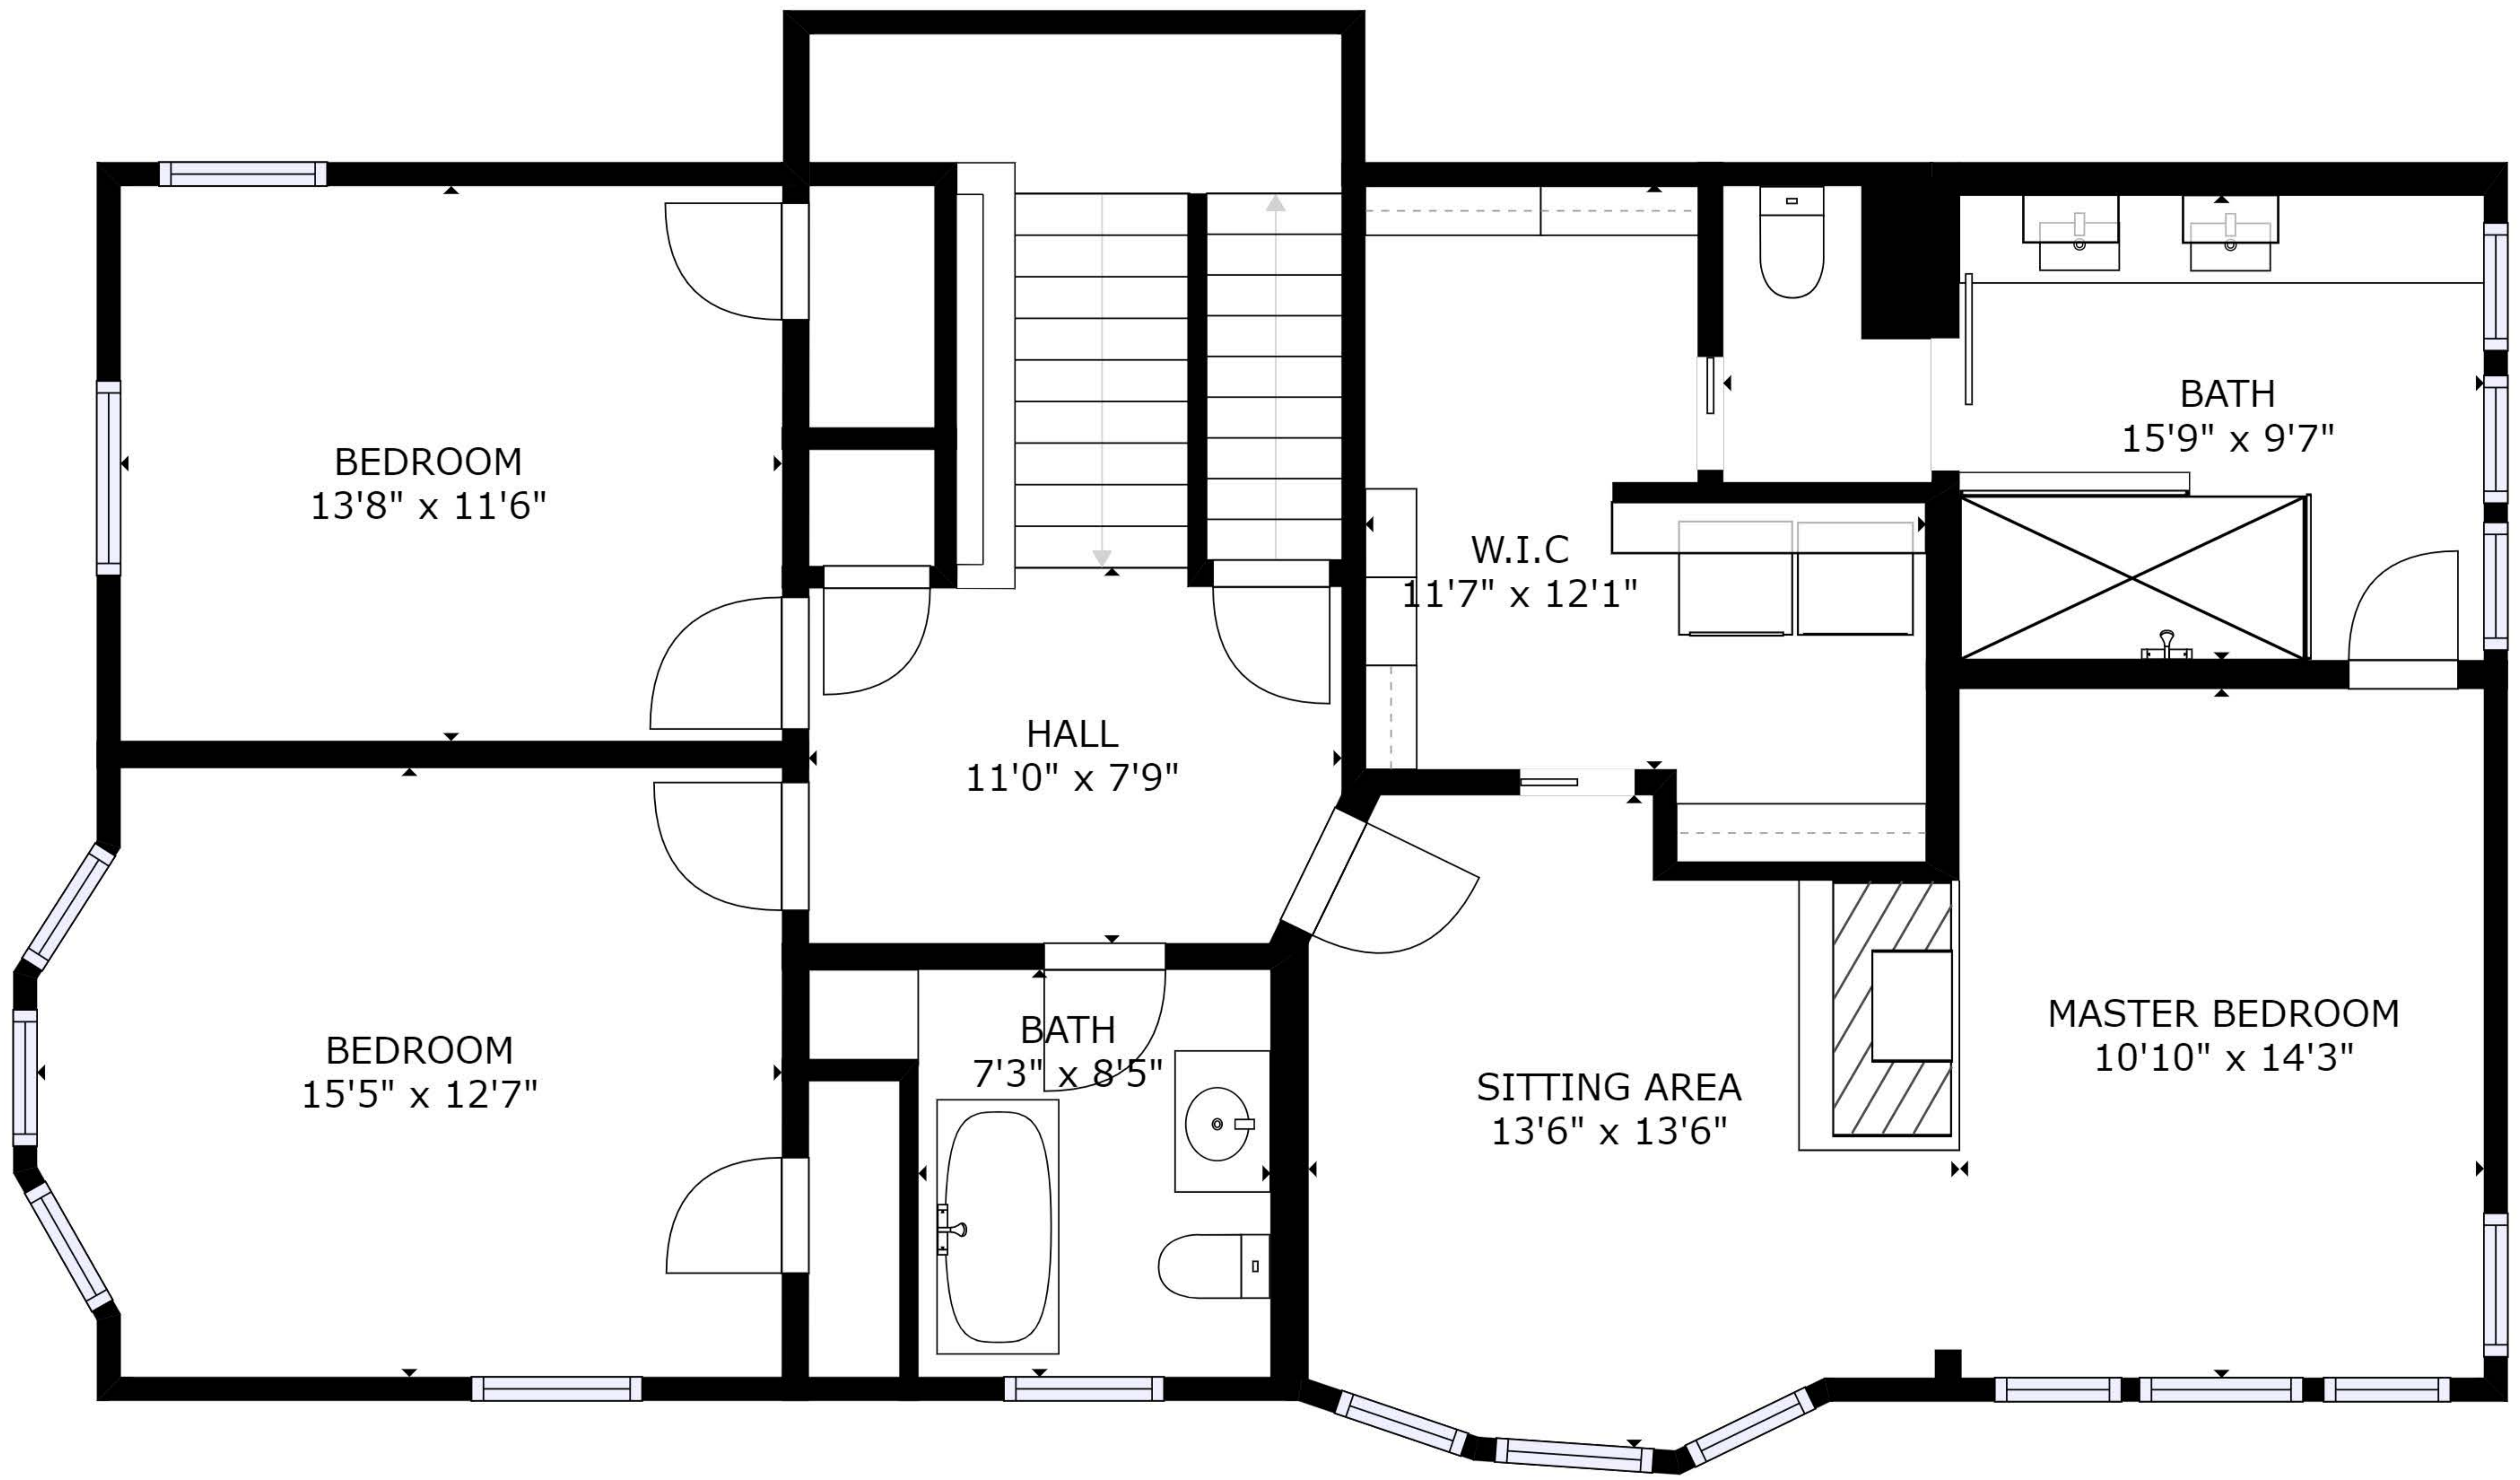 BEDROOM
13'8" x 11'6"
BATH
15'9" x 9'7"
W.I.C
11'7" x 12'1"
HALL
11'0" x 7'9"
BEDROOM
15'5" x 12'7"
BATH
7'3" x 8'5"
SITTING AREA
13'6" x 13'6"
MASTER BEDROOM
10'10" x 14'3"